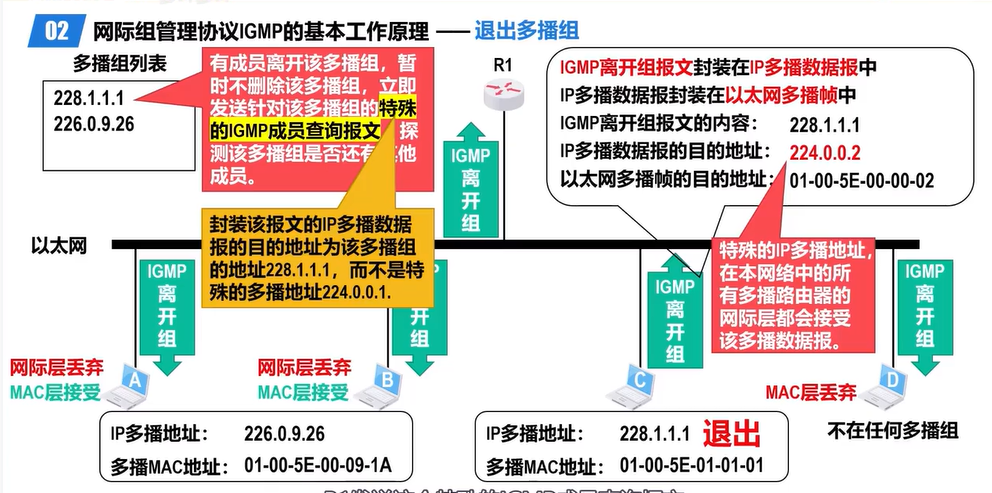 02 网际组管理协议IGMP的基本工作原理 —— 退出多播组
多播组列表
228.1.1.1
226.0.9.26
有成员离开该多播组，暂
时不删除该多播组，立即
发送针对该多播组的特殊
的IGMP成员查询报文，探
测该多播组是否还有其他
成员。
R1
IGMP离开组报文封装在IP多播数据报中
IP多播数据报封装在以太网多播帧中
IGMP离开组报文的内容： 228.1.1.1
IP多播数据报的目的地址： 224.0.0.2
以太网多播帧的目的地址： 01-00-5E-00-00-02
IGMP
离
开
组
封装该报文的IP多播数据
报的目的地址为该多播组
的地址228.1.1.1，而不是特
殊的多播地址224.0.0.1.
特殊的IP多播地址，
在本网络中的所
有多播路由器的
网际层都会接受
该多播数据报。
以太网
IGMP
离
开
组
离
开
组
IGMP
离
开
组
IGMP
离
开
组
网际层丢弃
MAC层接受
A
网际层丢弃
MAC层接受
B
C
MAC层丢弃
D
IP多播地址： 226.0.9.26
多播MAC地址： 01-00-5E-00-09-1A
IP多播地址： 228.1.1.1 退出
多播MAC地址： 01-00-5E-01-01-01
不在任何多播组